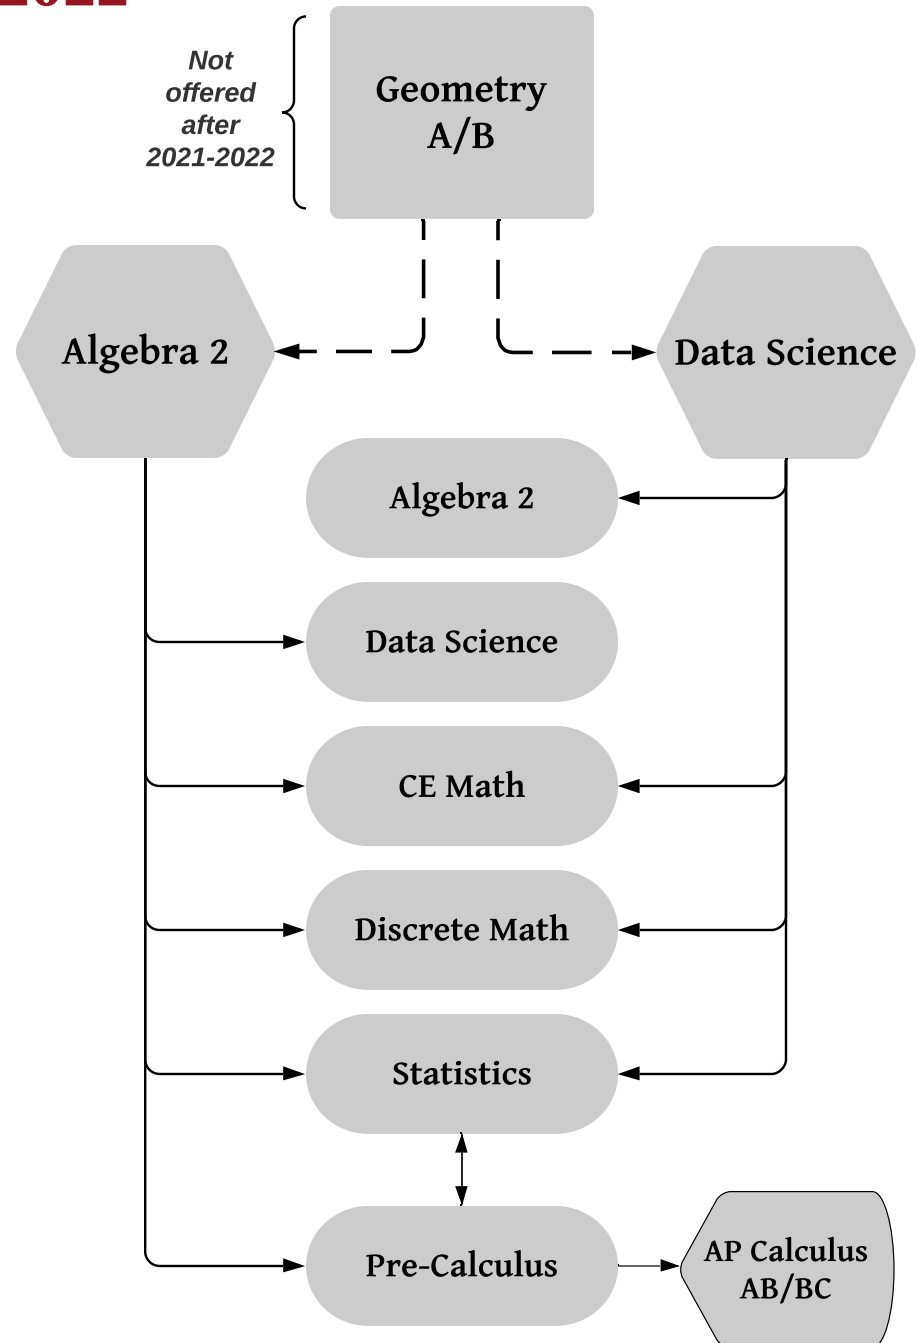 2022
Not
offered
after
2021-2022
Geometry
A/B
Algebra 2
Data Science
Algebra 2
Data Science
CE Math
Discrete Math
Statistics
Pre-Calculus
AP Calculus
AB/BC